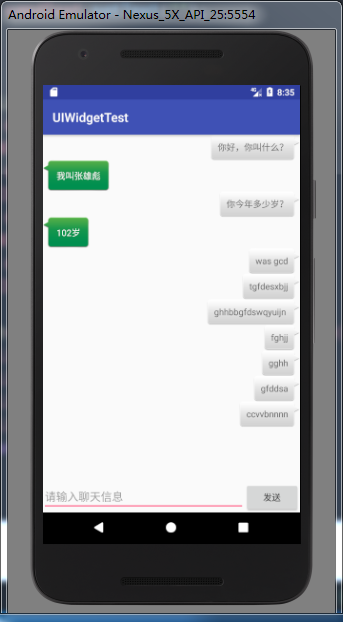 Android Emulator - Nexus_5X_API_25:5554
8:35
UIWidgetTest
你好，你叫什么？
我叫张雄彪
你今年多少岁？
102岁
was gcd
tgfdesxbjj
ghhbbgfdswqyuijn
fghjj
gghh
gfddsa
ccvvbnnnn
请输入聊天信息
发送